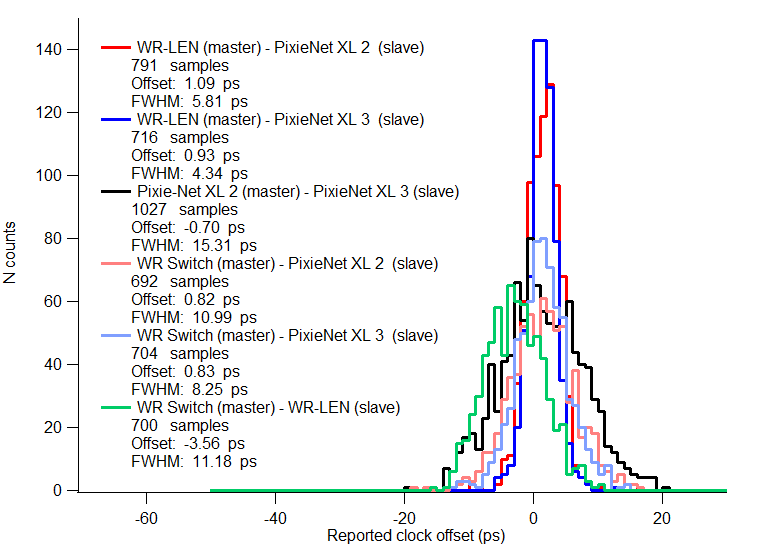 140
120
100
80
60
40
20
0
N counts
WR-LEN (master) - PixieNet XL 2 (slave)
791 samples
Offset: 1.09 ps
FWHM: 5.81 ps
WR-LEN (master) - PixieNet XL 3 (slave)
716 samples
Offset: 0.93 ps
FWHM: 4.34 ps
Pixie-Net XL 2 (master) - PixieNet XL 3 (slave)
1027 samples
Offset: -0.70 ps
FWHM: 15.31 ps
WR Switch (master) - PixieNet XL 2 (slave)
692 samples
Offset: 0.82 ps
FWHM: 10.99 ps
WR Switch (master) - PixieNet XL 3 (slave)
704 samples
Offset: 0.83 ps
FWHM: 8.25 ps
WR Switch (master) - WR-LEN (slave)
700 samples
Offset: -3.56 ps
FWHM: 11.18 ps
-60 -40 -20 0 20
Reported clock offset (ps)